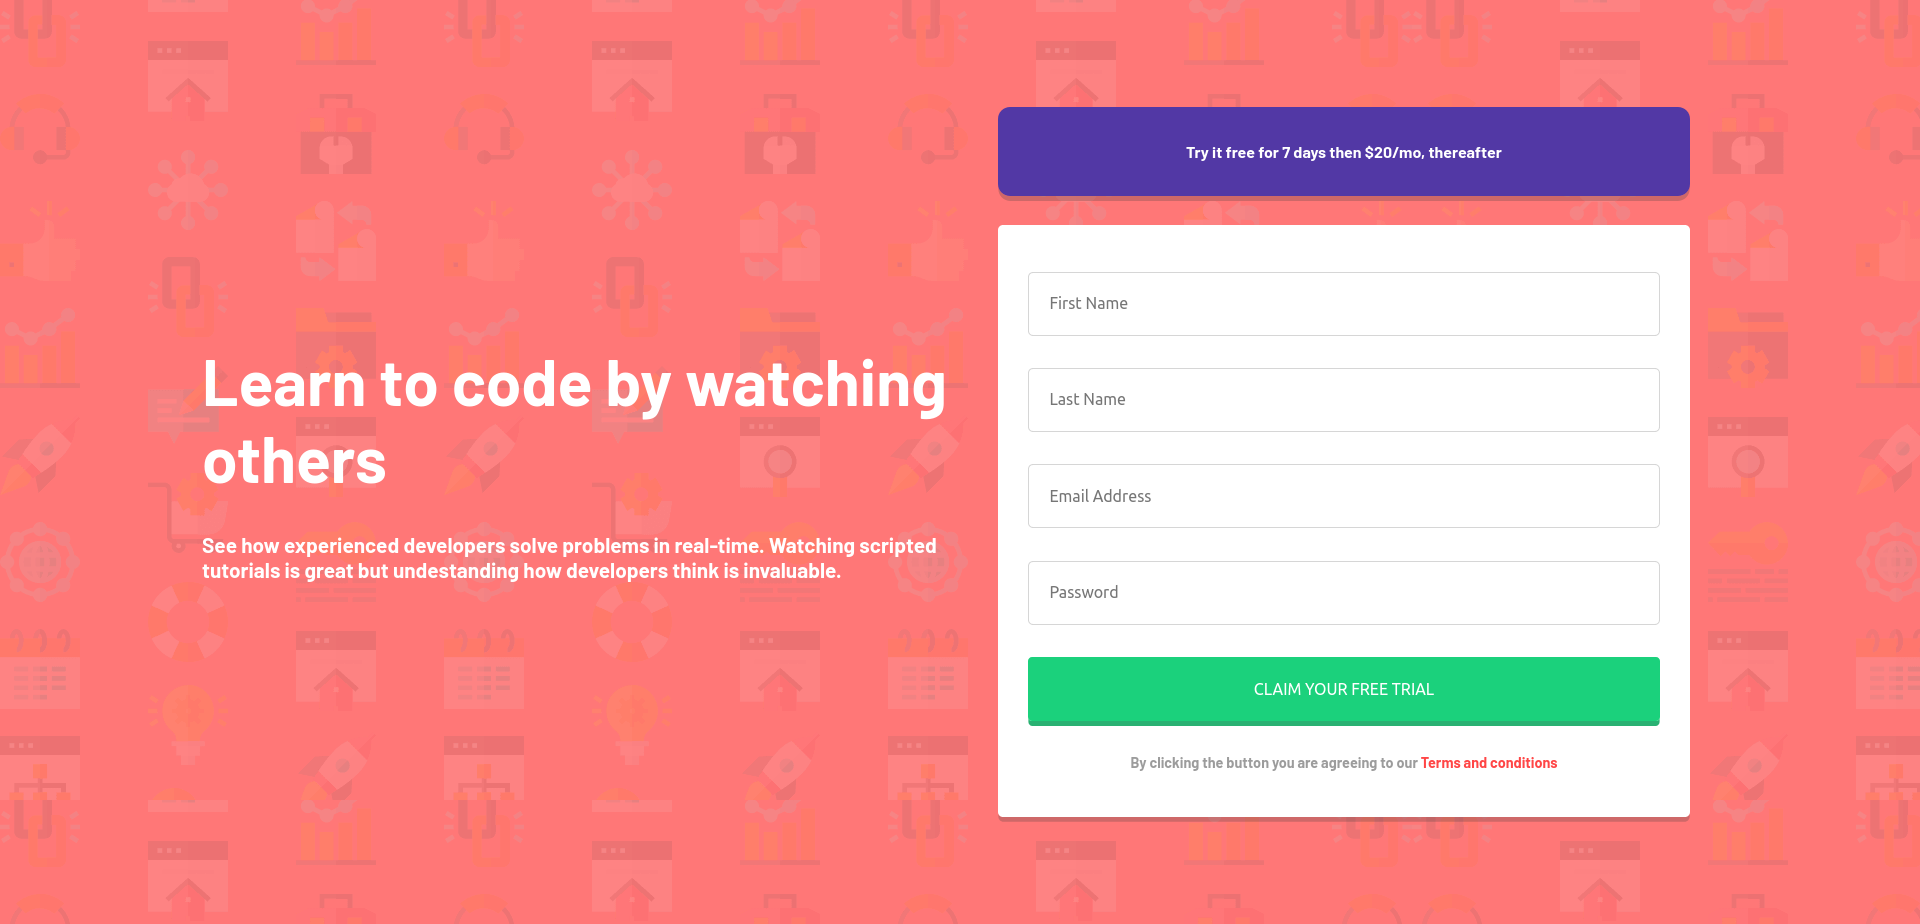 Learn to code by watching
others
See how experienced developers solve problems in real-time. Watching scripted
tutorials is great but undestanding how developers think is invaluable.
Try it free for 7 days then $20/mo, thereafter
First Name
Last Name
Email Address
Password
CLAIM YOUR FREE TRIAL
By clicking the button you are agreeing to our Terms and conditions